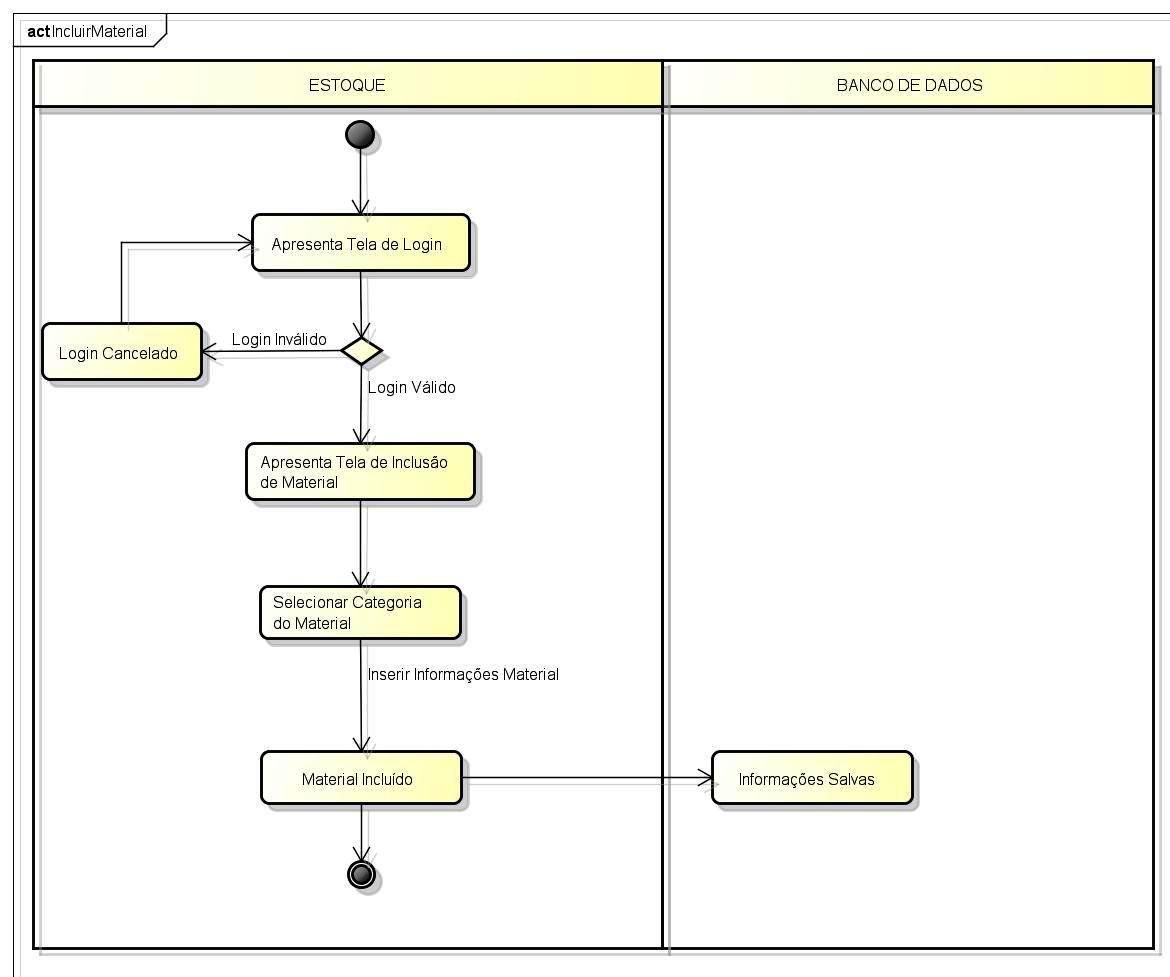 act IncluirMaterial
ESTOQUE
BANCO DE DADOS
Apresenta Tela de Login
Login Inválido
Login Cancelado
Login Válido
Apresenta Tela de Inclusão
de Material
Selecionar Categoria
do Material
Inserir Informações Material
Material Incluído
Informações Salvas